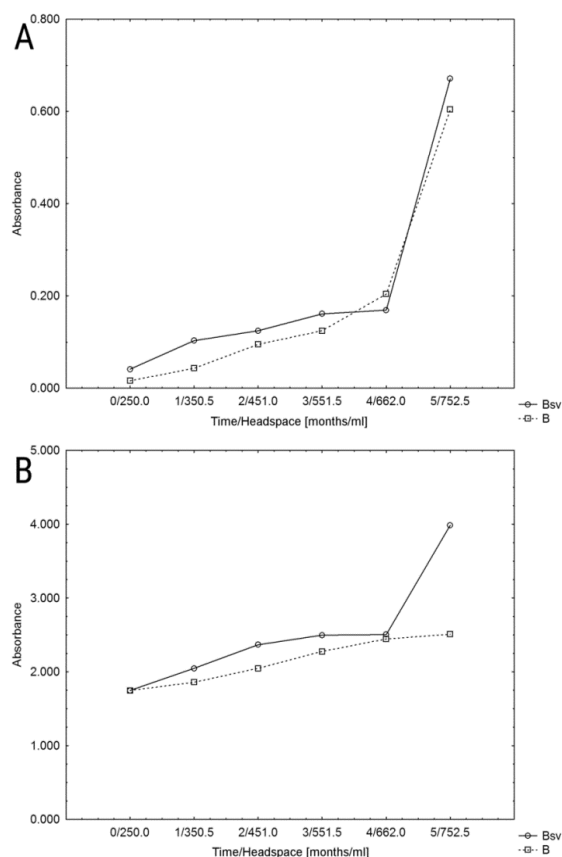 A
0.800
0.600
0.400
0.200
0.000
Absorbance
0/250.0 1/350.5 2/451.0 3/551.5 4/662.0 5/752.5
Time/Headspace [months/ml]
Bsv
B
B
5.000
4.000
3.000
2.000
1.000
0.000
Absorbance
0/250.0 1/350.5 2/451.0 3/551.5 4/662.0 5/752.5
Time/Headspace [months/ml]
Bsv
B